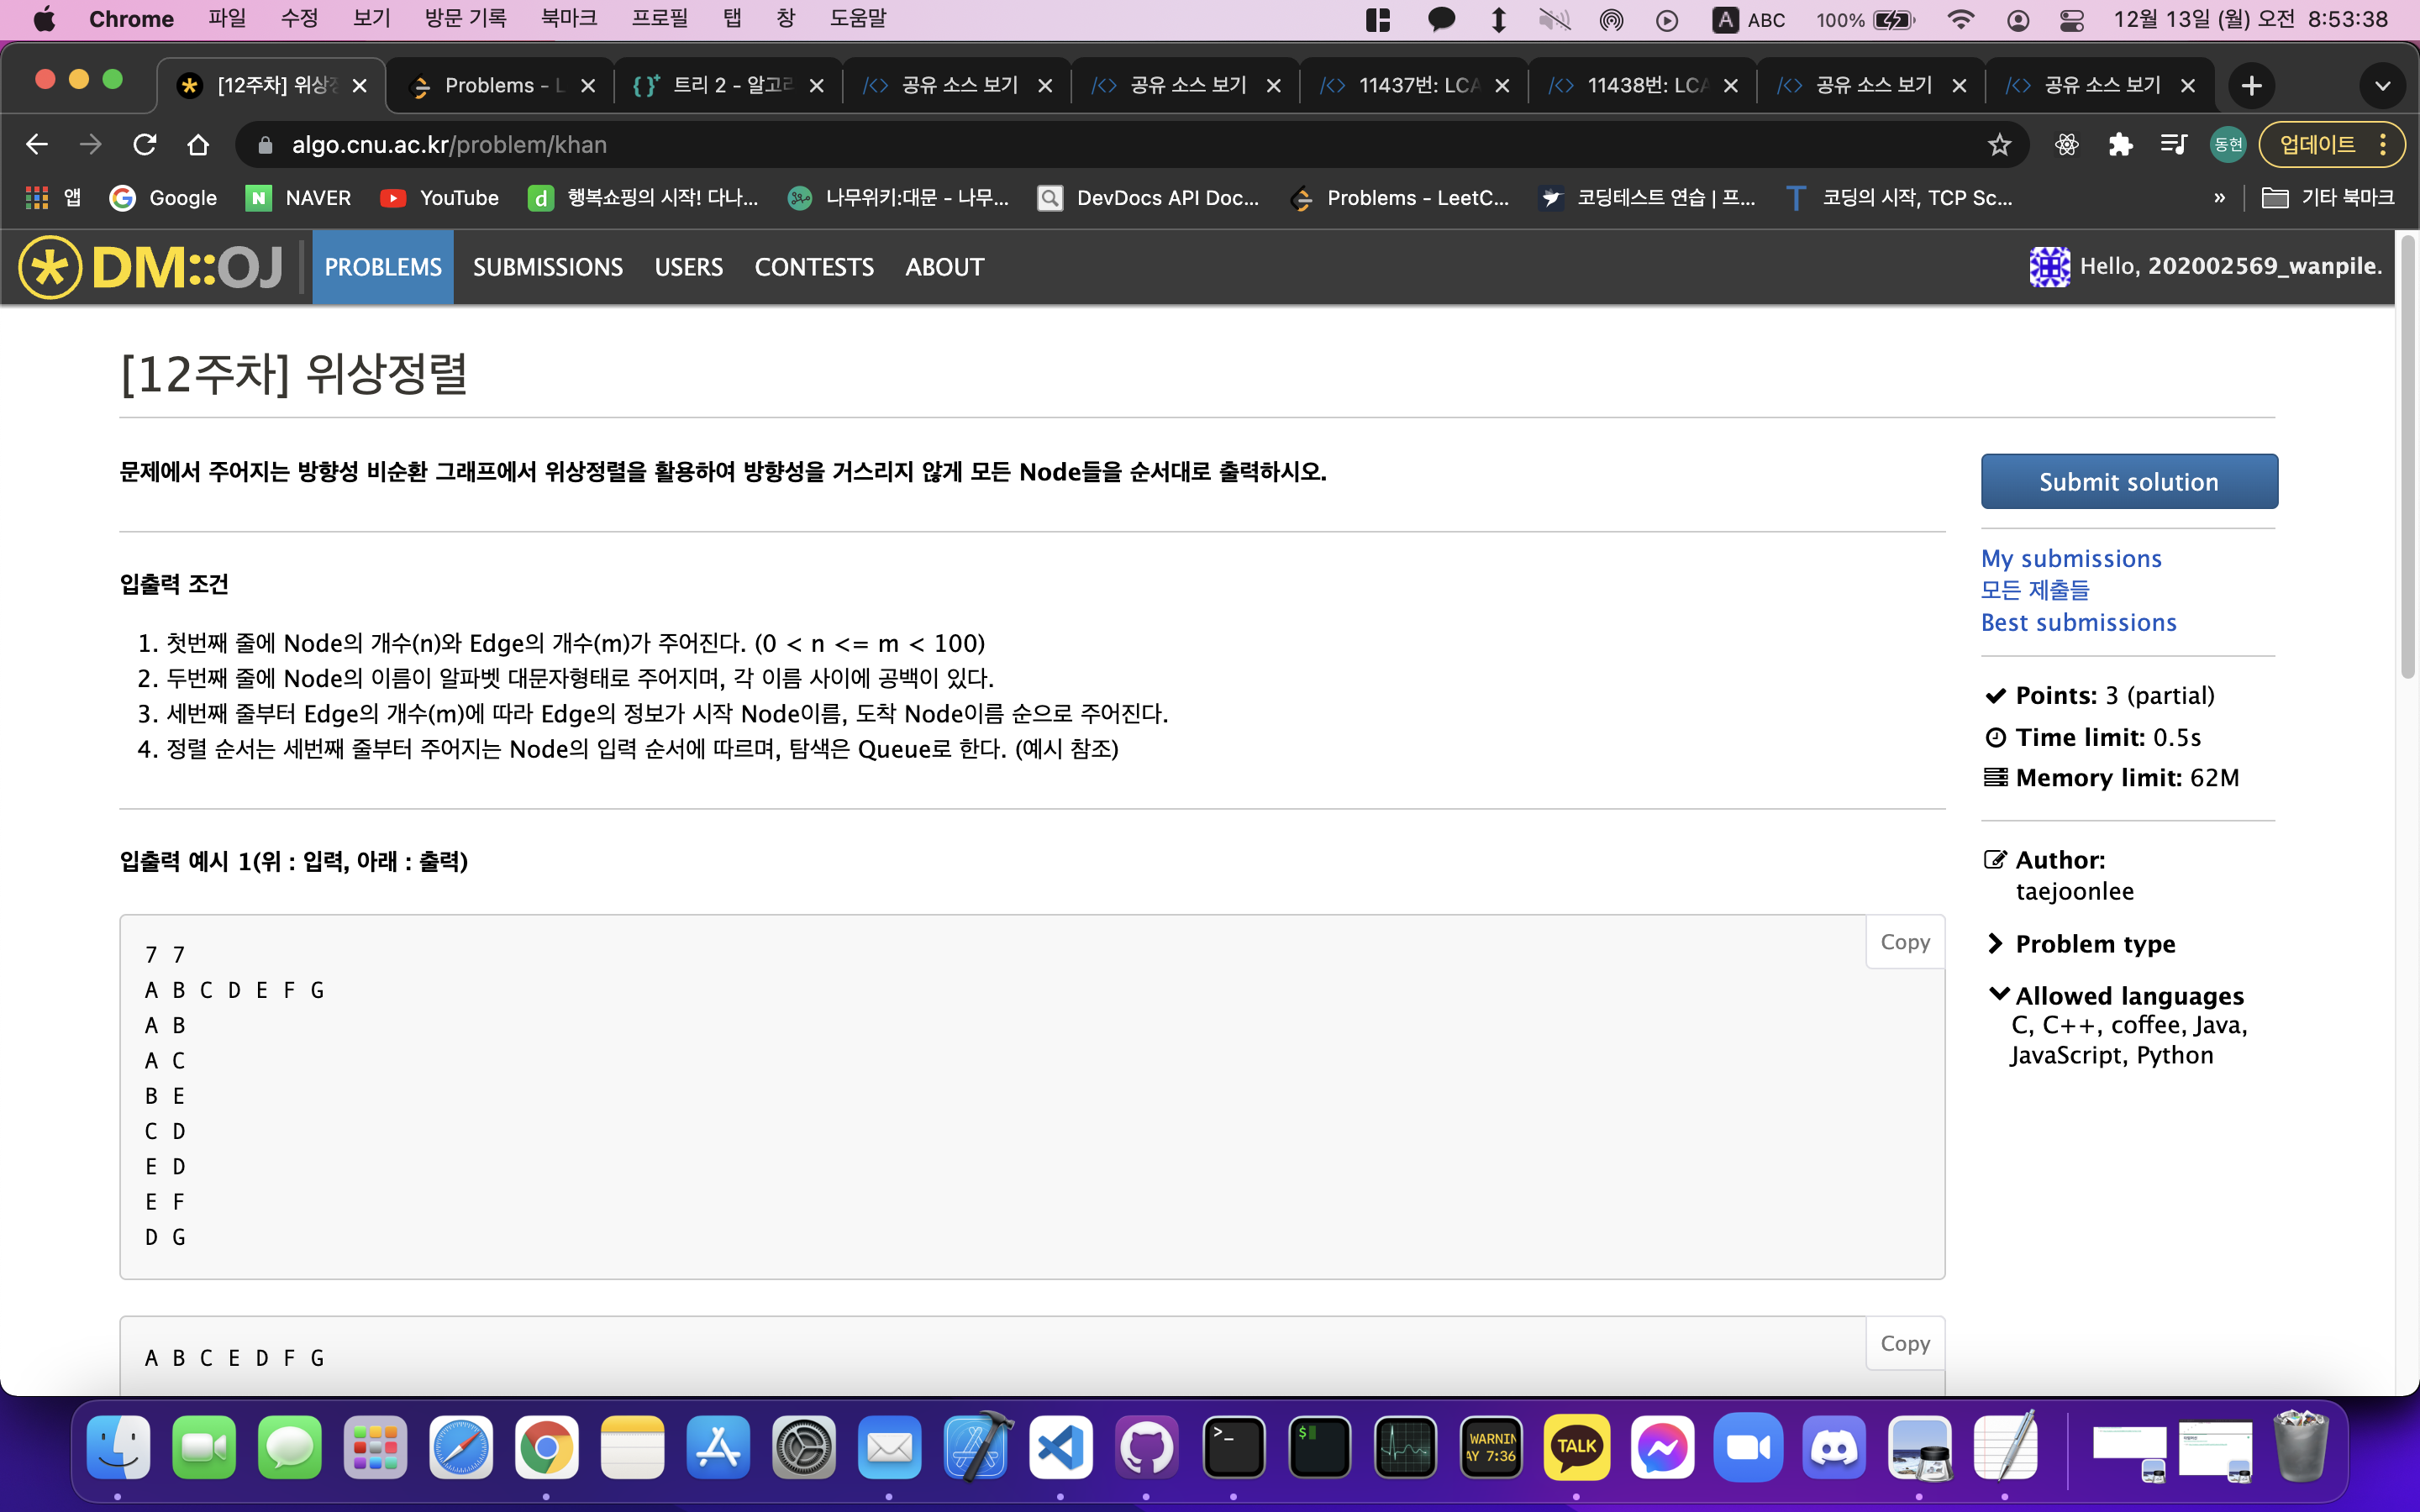 Chrome 파일 수정 보기 방문 기록 북마크 프로필 탭 창 도움말 A ABC 100% 12월 13일 (월) 오전 8:53:38
[12주차] 위상정 Problems - L 트리 2 - 알고리 공유 소스 보기 공유 소스 보기 11437번: LCA 11438번: LCA 공유 소스 보기 공유 소스 보기
algo.cnu.ac.kr/problem/khan 동현 업데이트
앱 Google NAVER YouTube 행복쇼핑의 시작! 다나... 나무위키:대문 - 나무... DevDocs API Doc... Problems - LeetC... 코딩테스트 연습 | 프... 코딩의 시작, TCP Sc... » 기타 북마크
DM::OJ PROBLEMS SUBMISSIONS USERS CONTESTS ABOUT Hello, 202002569_wanpile.
[12주차] 위상정렬
문제에서 주어지는 방향성 비순환 그래프에서 위상정렬을 활용하여 방향성을 거스리지 않게 모든 Node들을 순서대로 출력하시오.
입출력 조건
1. 첫번째 줄에 Node의 개수(n)와 Edge의 개수(m)가 주어진다. (0 < n <= m < 100)
2. 두번째 줄에 Node의 이름이 알파벳 대문자형태로 주어지며, 각 이름 사이에 공백이 있다.
3. 세번째 줄부터 Edge의 개수(m)에 따라 Edge의 정보가 시작 Node이름, 도착 Node이름 순으로 주어진다.
4. 정렬 순서는 세번째 줄부터 주어지는 Node의 입력 순서에 따르며, 탐색은 Queue로 한다. (예시 참조)
입출력 예시 1(위 : 입력, 아래 : 출력)
Copy
7 7
A B C D E F G
A B
A C
B E
C D
E D
E F
D G
Copy
A B C E D F G
Submit solution
My submissions
모든 제출들
Best submissions
Points: 3 (partial)
Time limit: 0.5s
Memory limit: 62M
Author:
taejoonlee
Problem type
Allowed languages
C, C++, coffee, Java,
JavaScript, Python
TALK
WARNIN
AY 7:36